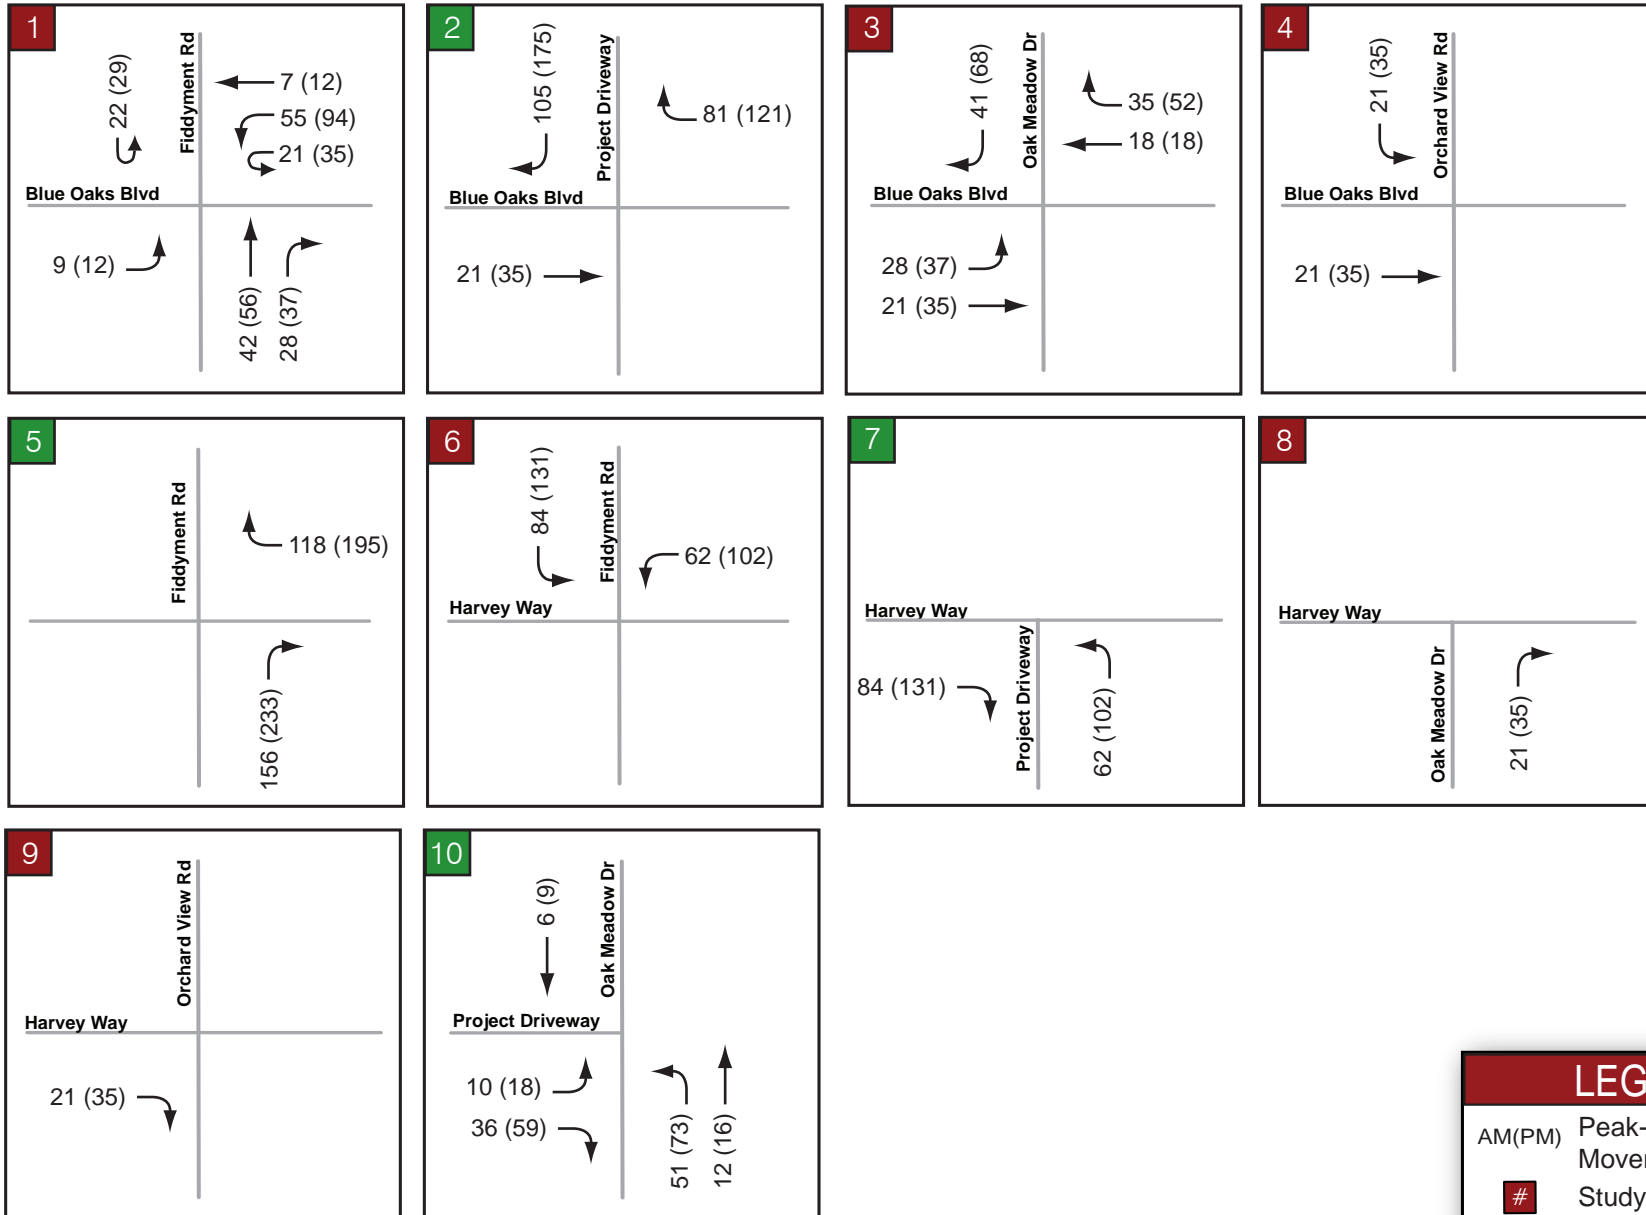 1
Fiddyment Rd
22 (29)
7 (12)
55 (94)
21 (35)
Blue Oaks Blvd
9 (12)
42 (56)
28 (37)
2
105 (175)
Project Driveway
81 (121)
Blue Oaks Blvd
21 (35)
3
41 (68)
Oak Meadow Dr
35 (52)
18 (18)
Blue Oaks Blvd
28 (37)
21 (35)
4
21 (35)
Orchard View Rd
Blue Oaks Blvd
21 (35)
5
Fiddyment Rd
118 (195)
156 (233)
6
84 (131)
Fiddyment Rd
62 (102)
Harvey Way
7
Harvey Way
84 (131)
Project Driveway
62 (102)
8
Harvey Way
Oak Meadow Dr
21 (35)
9
Orchard View Rd
Harvey Way
21 (35)
10
6 (9)
Oak Meadow Dr
Project Driveway
10 (18)
36 (59)
51 (73)
12 (16)
LEG
AM(PM) Peak-
Mover
# Study